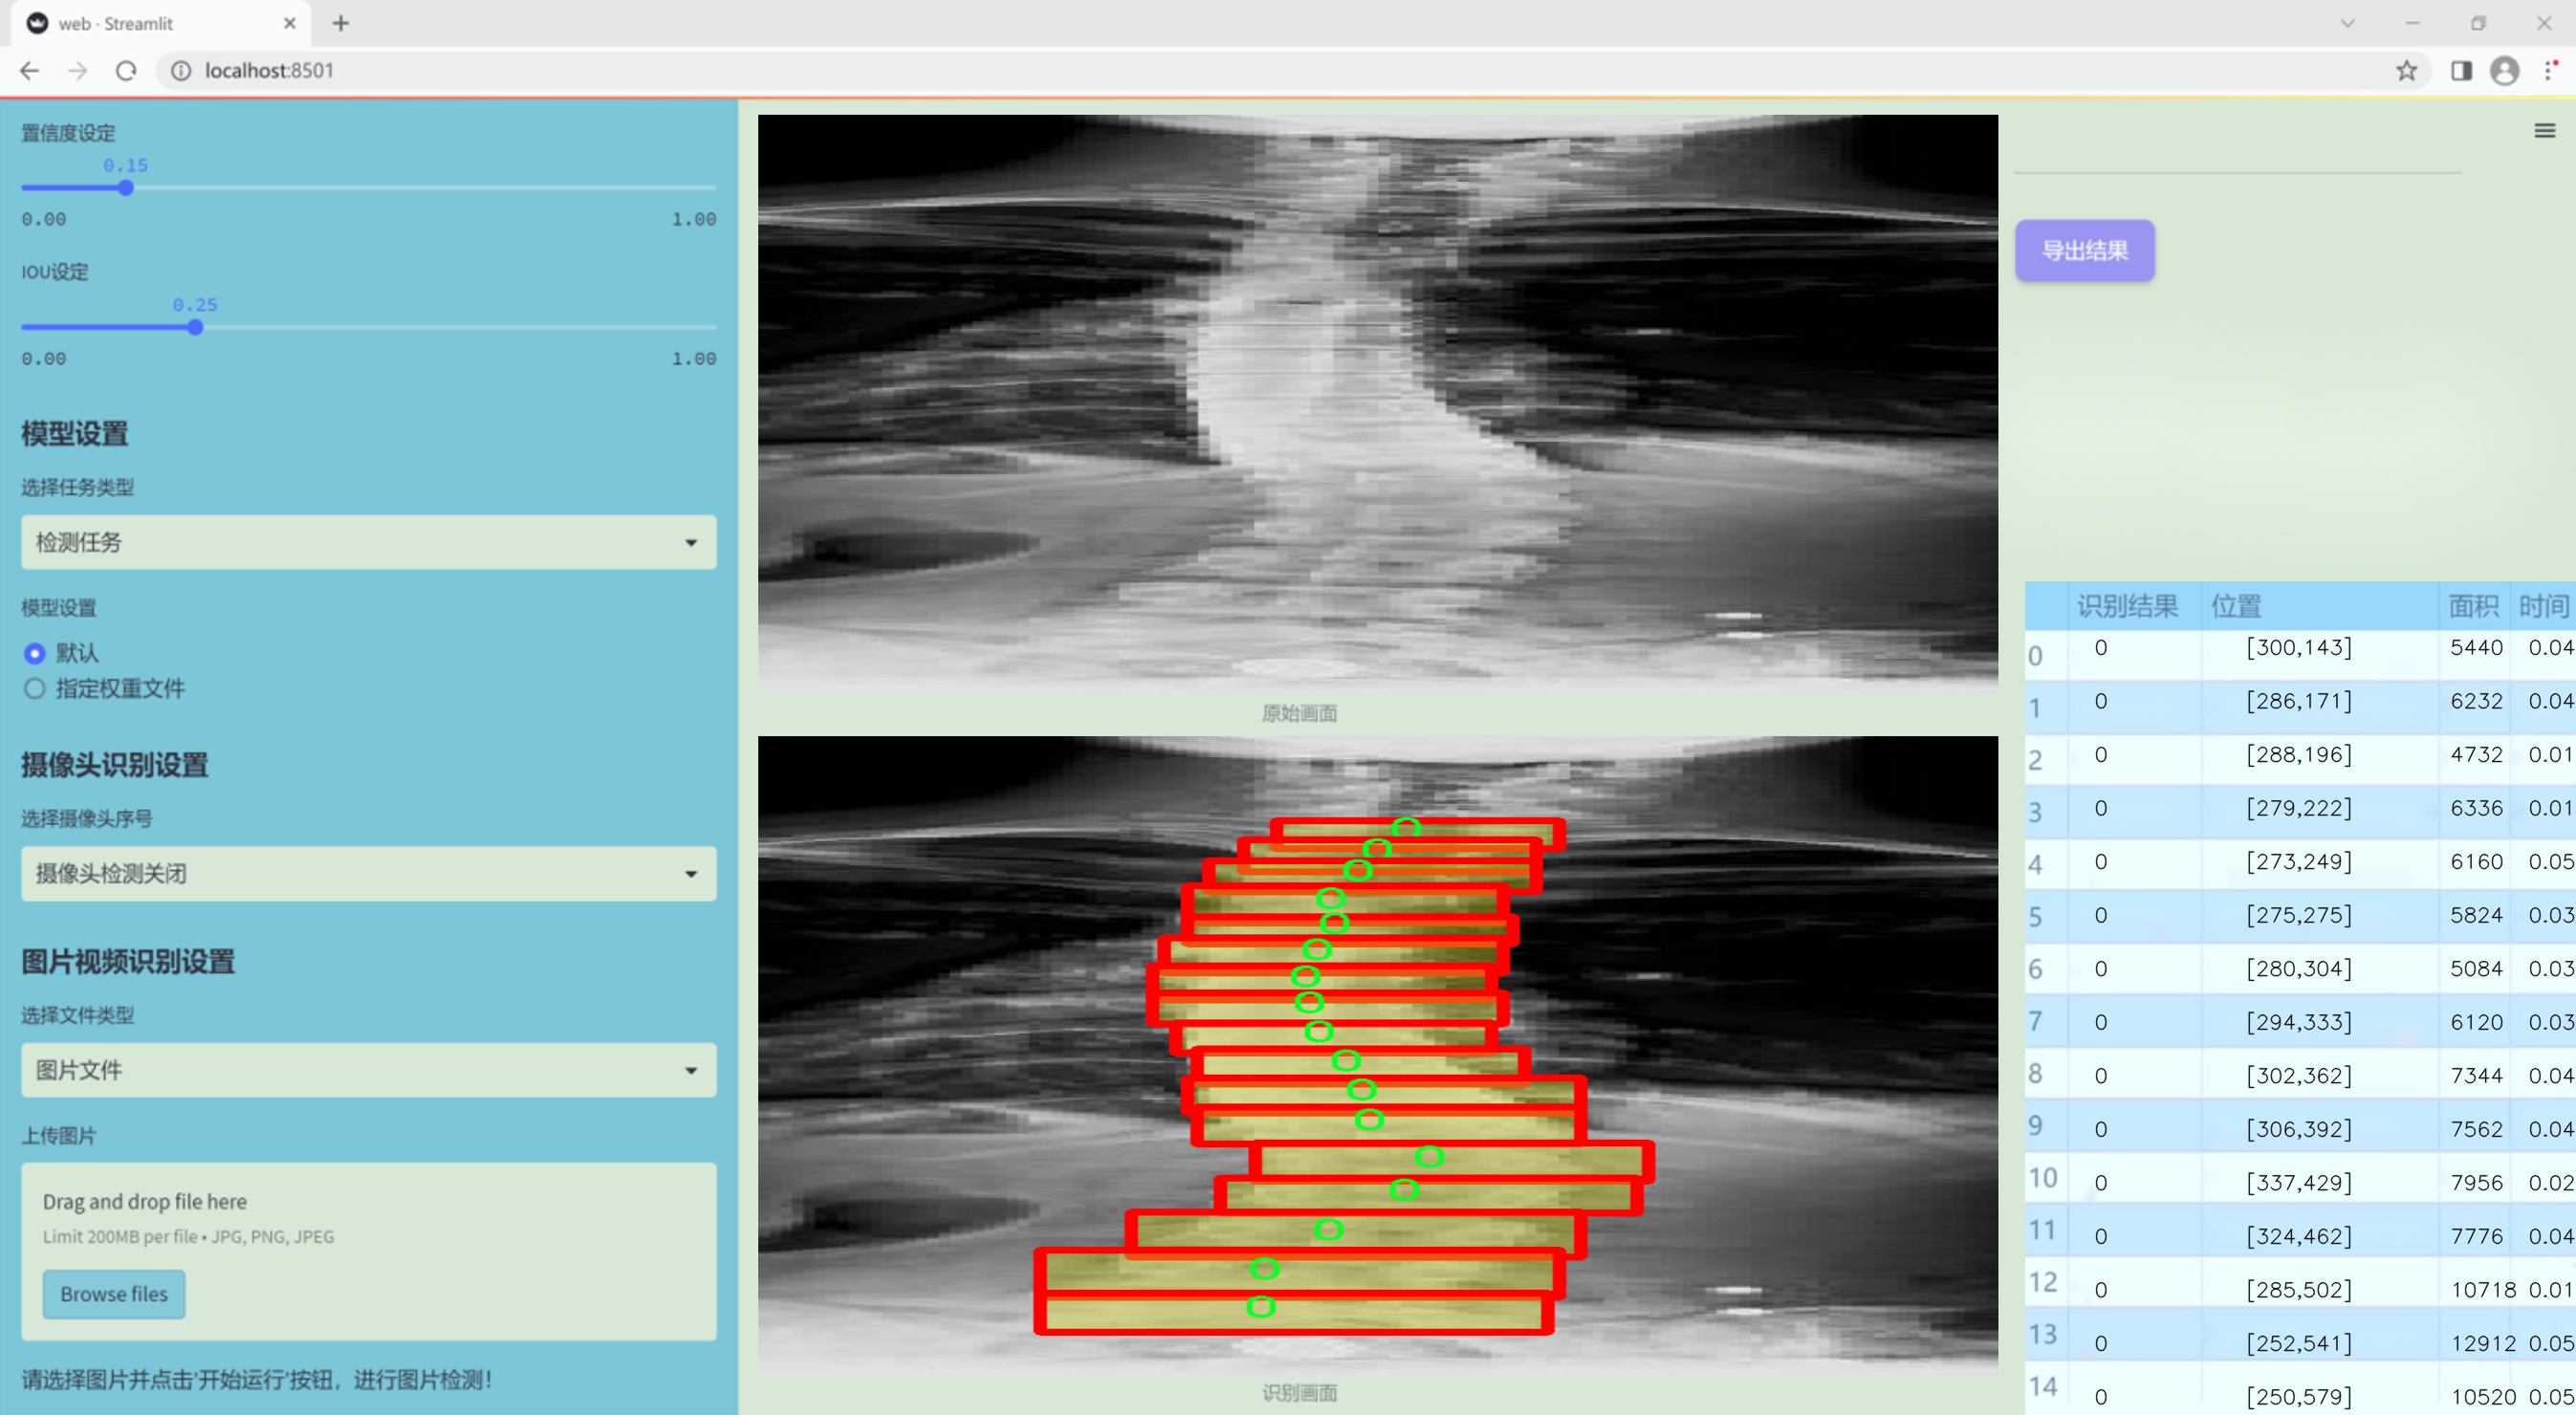 web · Streamlit
localhost:8501
置信度设定
0.15
0.00 1.00
IOU设定
0.25
0.00 1.00
模型设置
选择任务类型
检测任务
模型设置
默认
指定权重文件
摄像头识别设置
选择摄像头序号
摄像头检测关闭
图片视频识别设置
选择文件类型
图片文件
上传图片
Drag and drop file here
Limit 200MB per file • JPG, PNG, JPEG
Browse files
请选择图片并点击'开始运行'按钮，进行图片检测！
原始画面
识别画面
导出结果
识别结果 位置 面积 时间
0 0 [300,143] 5440 0.04
1 0 [286,171] 6232 0.04
2 0 [288,196] 4732 0.01
3 0 [279,222] 6336 0.01
4 0 [273,249] 6160 0.05
5 0 [275,275] 5824 0.03
6 0 [280,304] 5084 0.03
7 0 [294,333] 6120 0.03
8 0 [302,362] 7344 0.04
9 0 [306,392] 7562 0.04
10 0 [337,429] 7956 0.02
11 0 [324,462] 7776 0.04
12 0 [285,502] 10718 0.01
13 0 [252,541] 12912 0.05
14 0 [250,579] 10520 0.05